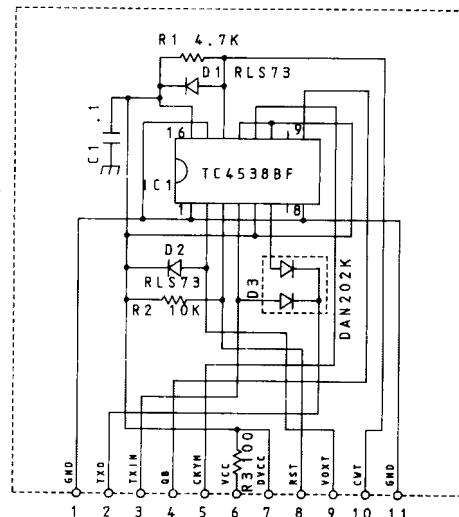 R1 4.7K
D1 RLS73
C1 .1
16 9
TC4538BF
IC1
1 8
D2
RLS73
R2 10K
D3
DAN202K
R3 100
GND TXD TXIN QB CKYM VCC DVCC RST VOXT CWT GND
1 2 3 4 5 6 7 8 9 10 11